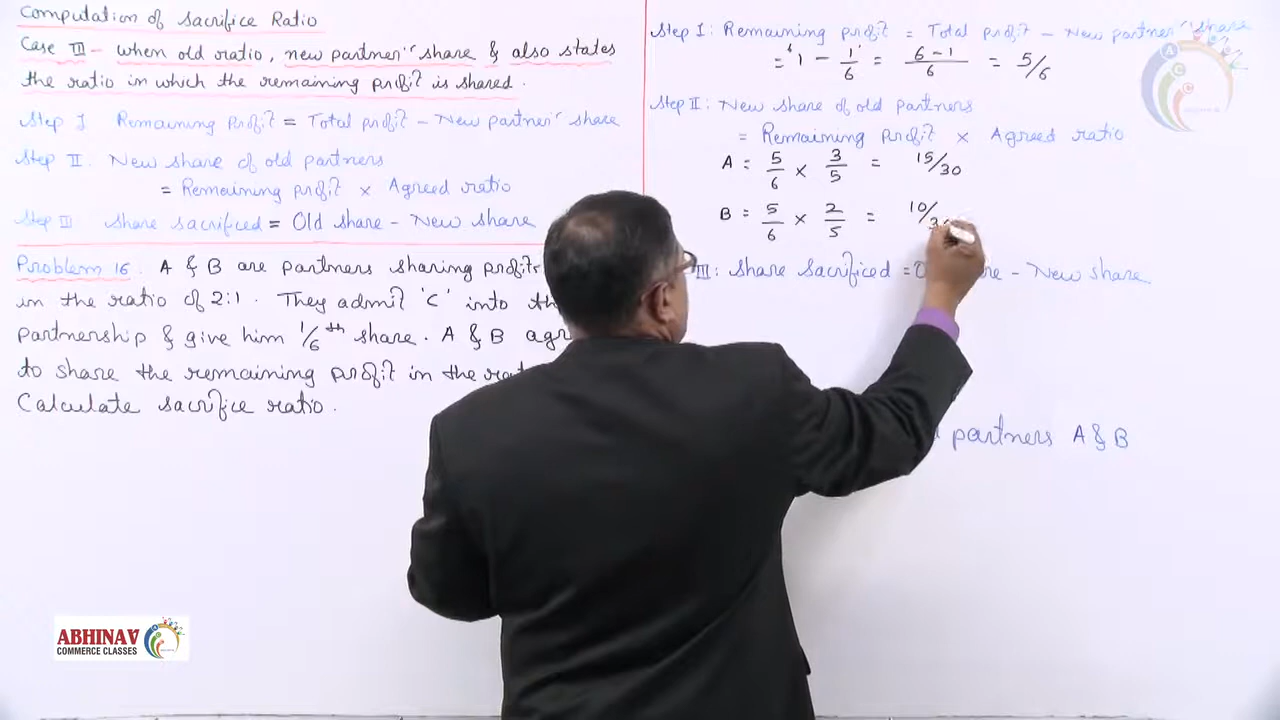 Computation of Sacrifice Ratio
Case III - when old ratio, new partner's share & also states
the ratio in which the remaining profit is shared.
Step I Remaining profit = Total profit - New partner' share
Step II. New share of old partners
= Remaining profit × Agreed ratio
Step III Share sacrificed = Old share - New share
Problem 16. A & B are partners sharing profits
in the ratio of 2:1. They admit 'C' into
partnership & give him 1/6th share. A & B
to share the remaining profit in the
Calculate sacrifice ratio.
ABHINAV
COMMERCE CLASSES
Step I: Remaining profit = Total profit - New partner' share
= 1 - 1/6 = 6-1/6 = 5/6
Step II: New share of old partners
= Remaining profit × Agreed ratio
A = 5/6 × 3/5 = 15/30
B = 5/6 × 2/5 = 10/30
III: Share sacrificed = - New share
partners A & B